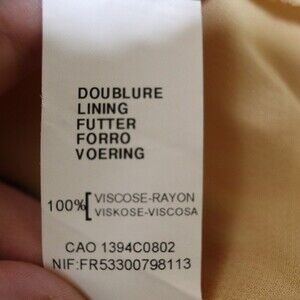 DOUBLURE
LINING
FUTTER
FORRO
VOERING
100% [VISCOSE-RAYON
VISKOSE-VISCOSA
CAO 1394C0802
NIF:FR53300798113